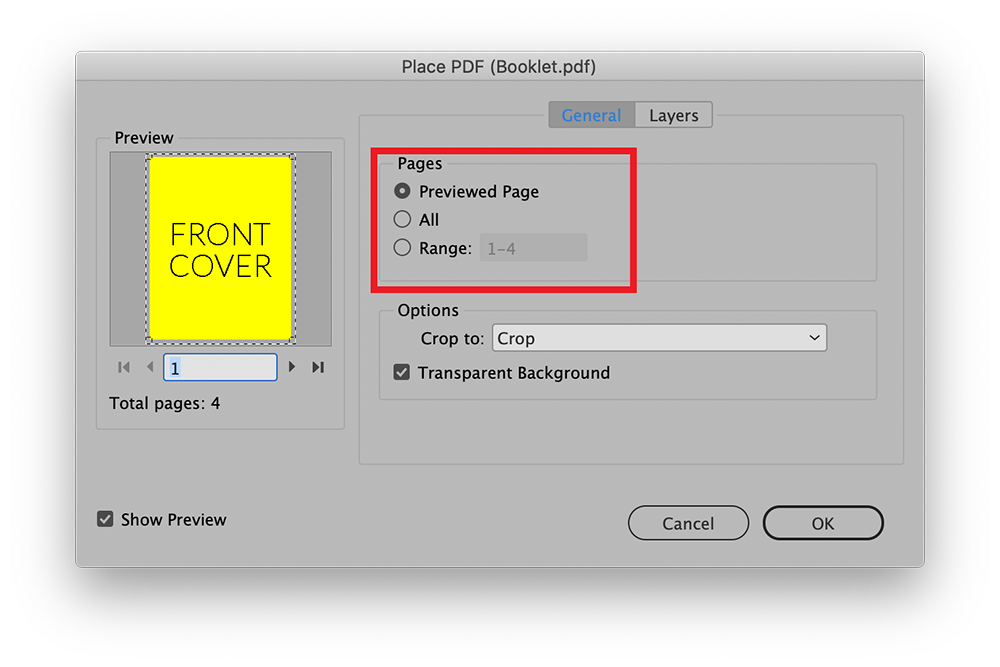 Place PDF (Booklet.pdf)
General Layers
Preview
FRONT
COVER
1
Total pages: 4
Pages
Previewed Page
All
Range: 1-4
Options
Crop to: Crop
Transparent Background
Show Preview
Cancel OK